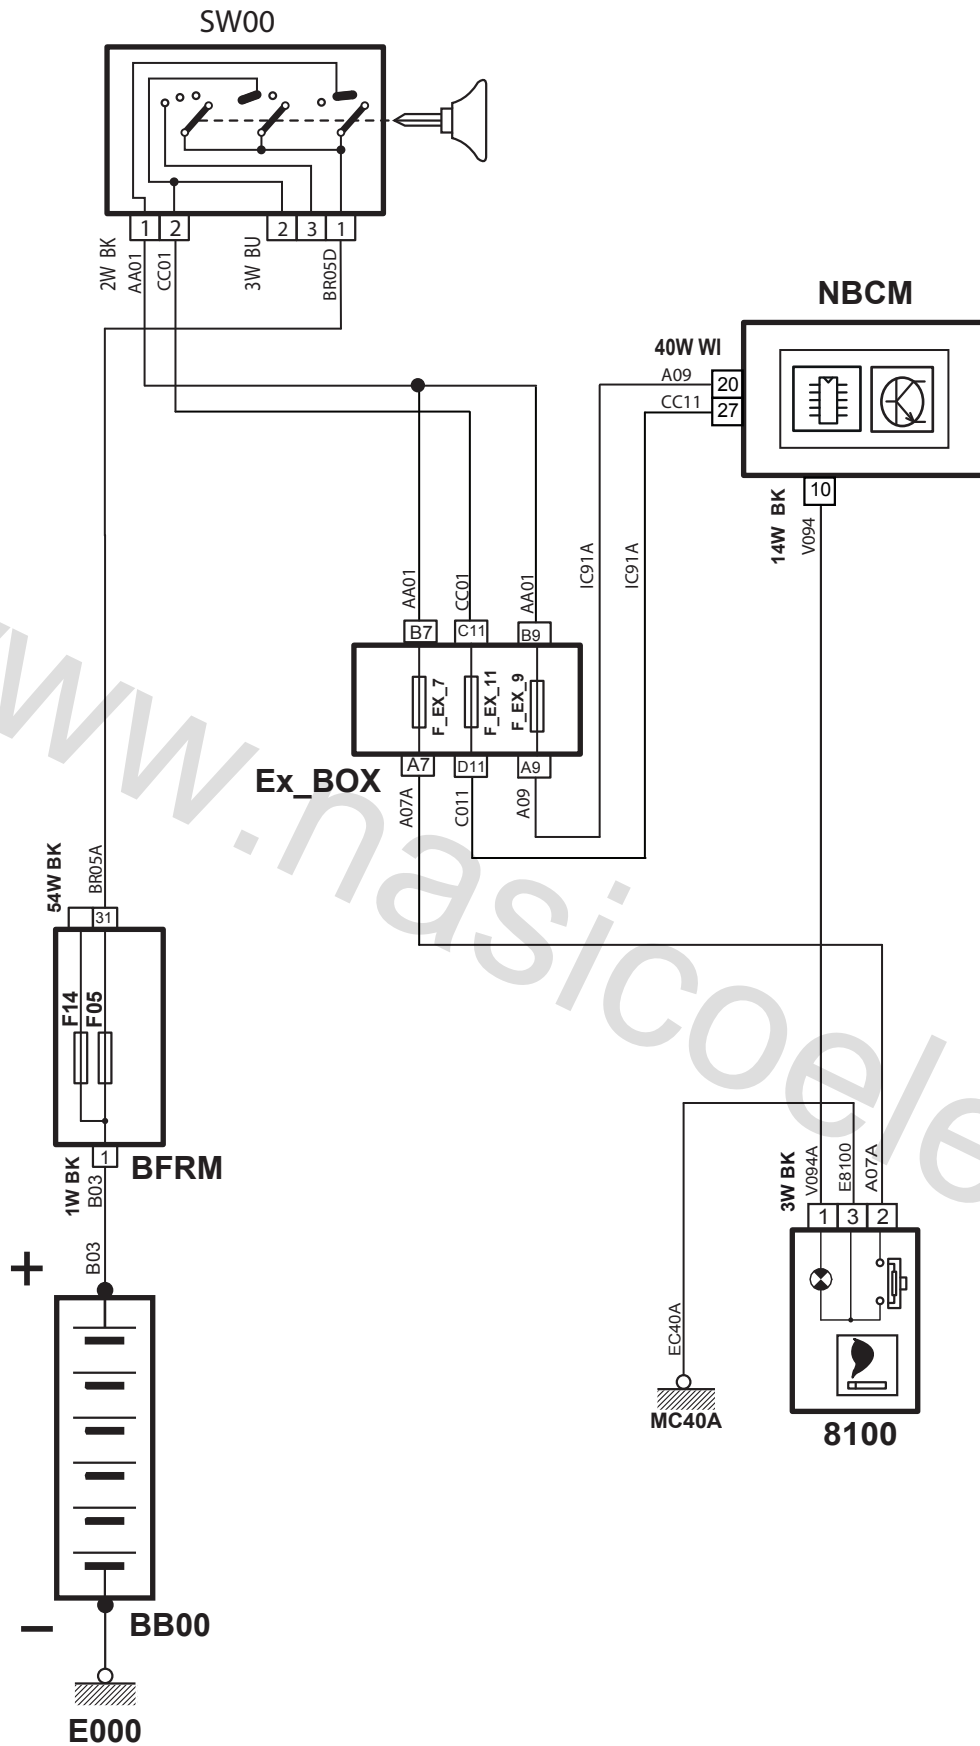 SW00
1 2 2 3 1
2W BK
AA01
CC01
3W BU
BR05D
NBCM
40W WI
A09
20
CC11
27
10
14W BK
V094
IC91A
IC91A
AA01
CC01
AA01
B7
C11
B9
F_EX_7
F_EX_11
F_EX_9
A7
D11
A9
Ex_BOX
A07A
C011
A09
www.nasicoele
54W BK
BR05A
31
F14
F05
1
BFRM
1W BK
B03
B03
+
3W BK
V094A
E8100
A07A
1 3 2
EC40A
MC40A
8100
BB00
–
E000